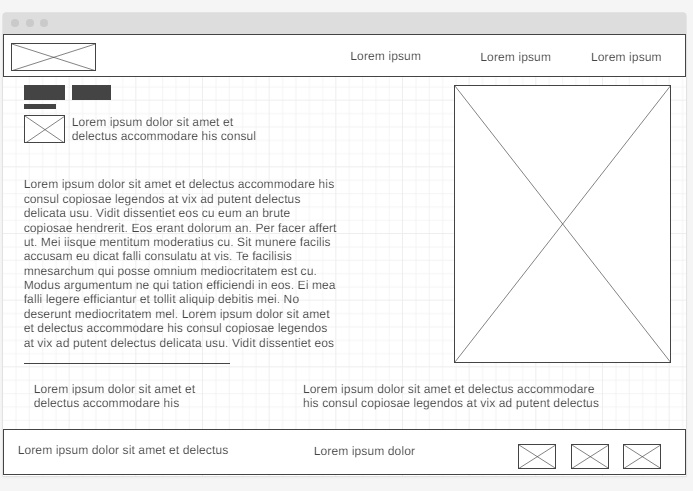 Lorem ipsum
Lorem ipsum
Lorem ipsum
Lorem ipsum dolor sit amet et
delectus accommodare his consul
Lorem ipsum dolor sit amet et delectus accommodare his
consul copiosae legendos at vix ad putent delectus
delicata usu. Vidit dissentiet eos cu eum an brute
copiosae hendrerit. Eos erant dolorum an. Per facer affert
ut. Mei iisque mentitum moderatius cu. Sit munere facilis
accusam eu dicat falli consulatu at vis. Te facilisis
mnesarchum qui posse omnium mediocritatem est cu.
Modus argumentum ne qui tation efficiendi in eos. Ei mea
falli legere efficiantur et tollit aliquip debitis mei. No
deserunt mediocritatem mel. Lorem ipsum dolor sit amet
et delectus accommodare his consul copiosae legendos
at vix ad putent delectus delicata usu. Vidit dissentiet eos
Lorem ipsum dolor sit amet et
delectus accommodare his
Lorem ipsum dolor sit amet et delectus accommodare
his consul copiosae legendos at vix ad putent delectus
Lorem ipsum dolor sit amet et delectus
Lorem ipsum dolor